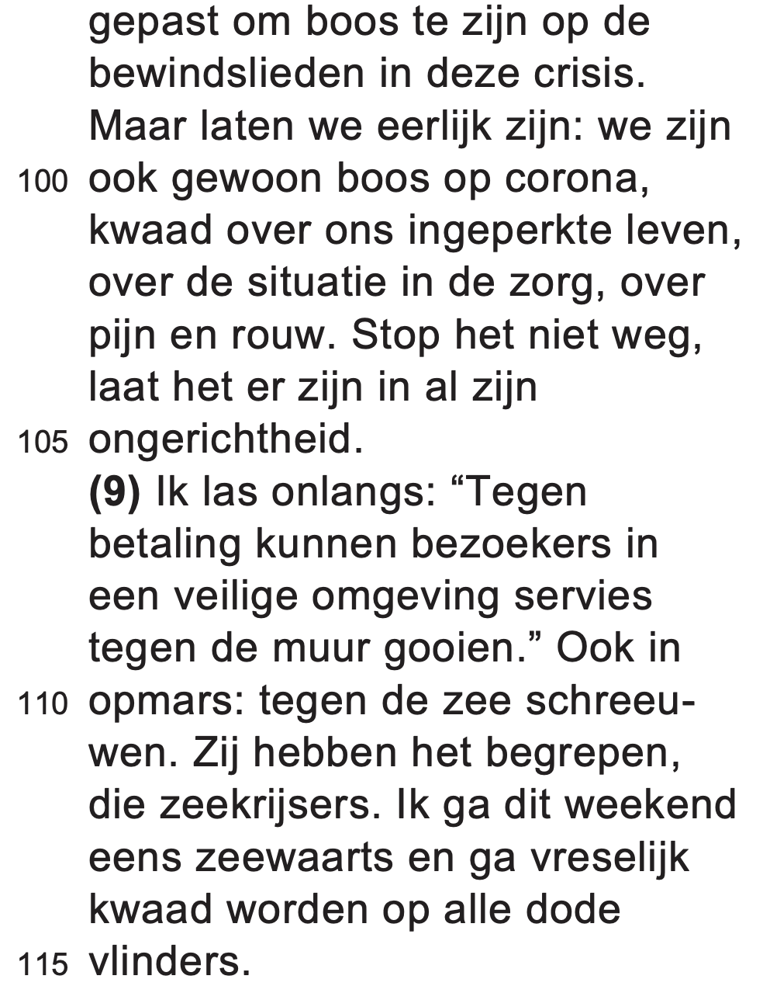 gepast om boos te zijn op de
bewindslieden in deze crisis.
Maar laten we eerlijk zijn: we zijn
100 ook gewoon boos op corona,
kwaad over ons ingeperkte leven,
over de situatie in de zorg, over
pijn en rouw. Stop het niet weg,
laat het er zijn in al zijn
105 ongerichtheid.
(9) Ik las onlangs: “Tegen
betaling kunnen bezoekers in
een veilige omgeving servies
tegen de muur gooien.” Ook in
110 opmars: tegen de zee schreeu-
wen. Zij hebben het begrepen,
die zeekrijsers. Ik ga dit weekend
eens zeewaarts en ga vreselijk
kwaad worden op alle dode
115 vlinders.